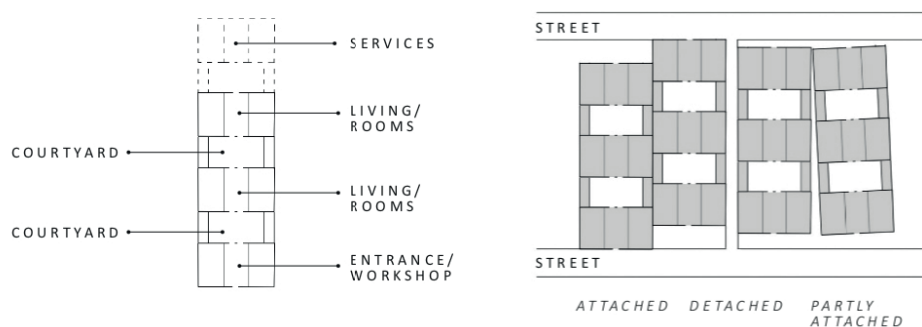 SERVICES
LIVING/
ROOMS
COURTYARD
LIVING/
ROOMS
COURTYARD
ENTRANCE/
WORKSHOP
STREET
STREET
ATTACHED
DETACHED
PARTLY
ATTACHED